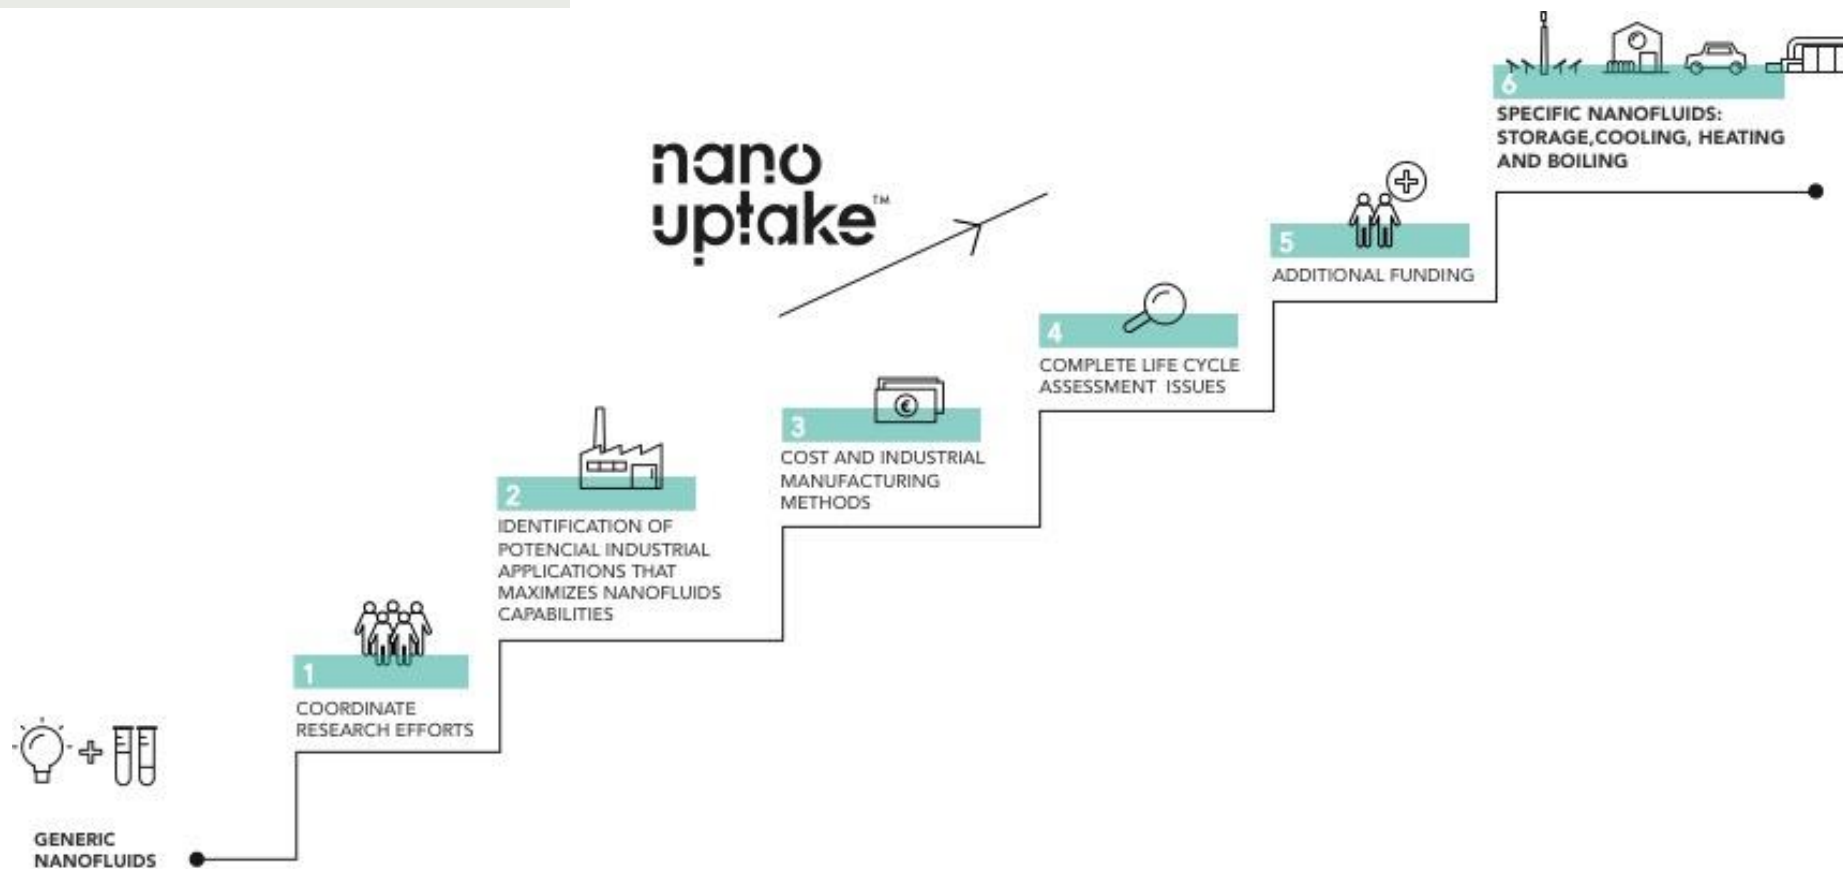 nano
uptake™
6
SPECIFIC NANOFLUIDS:
STORAGE,COOLING, HEATING
AND BOILING
5
ADDITIONAL FUNDING
4
COMPLETE LIFE CYCLE
ASSESSMENT ISSUES
3
€
COST AND INDUSTRIAL
MANUFACTURING
METHODS
2
IDENTIFICATION OF
POTENCIAL INDUSTRIAL
APPLICATIONS THAT
MAXIMIZES NANOFLUIDS
CAPABILITIES
1
COORDINATE
RESEARCH EFFORTS
GENERIC
NANOFLUIDS